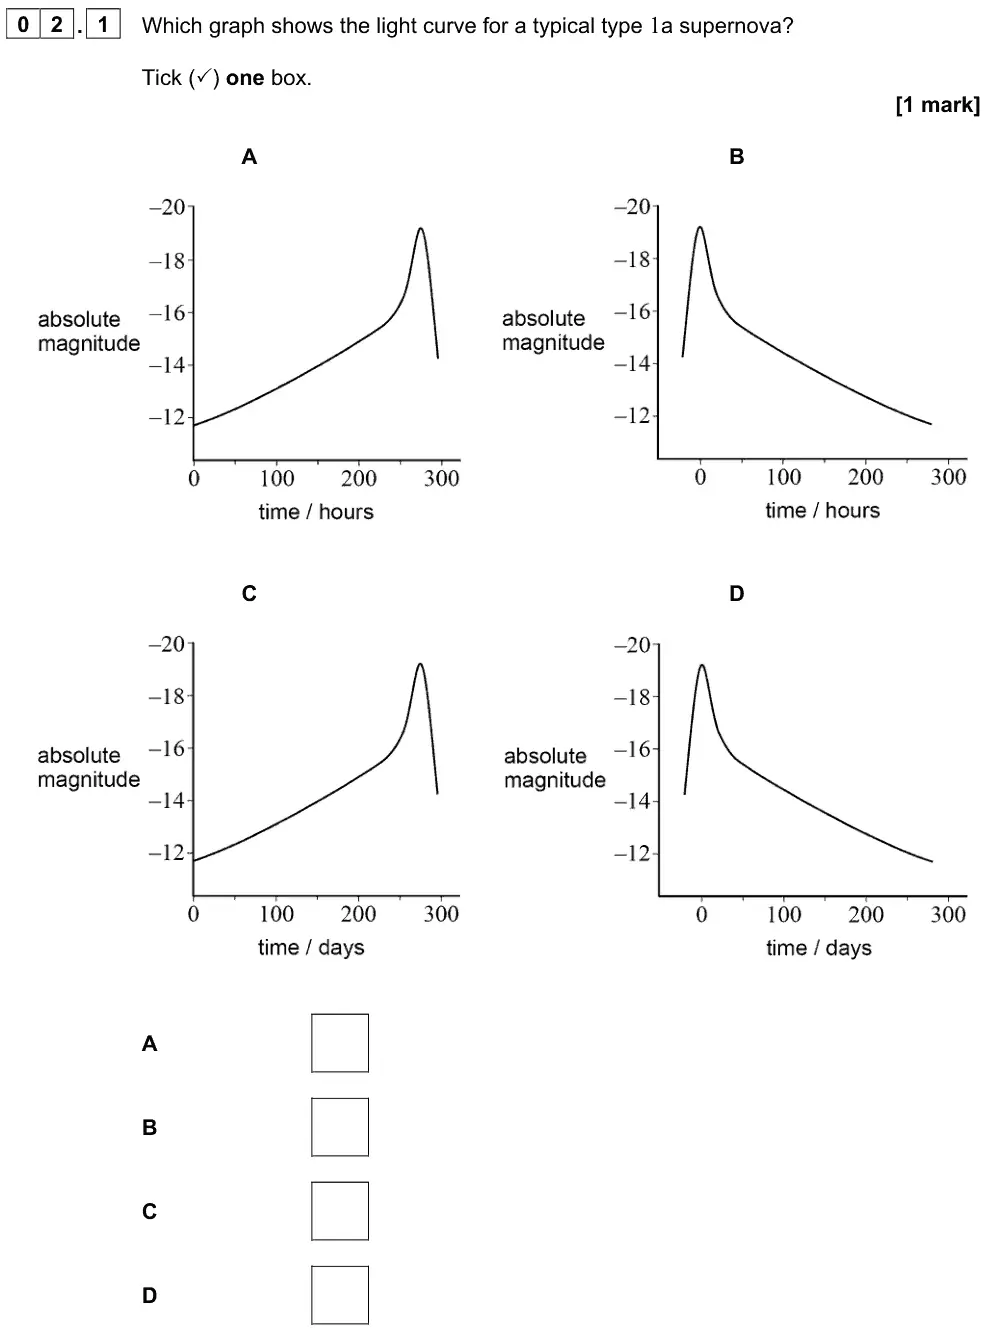 0 2 . 1 Which graph shows the light curve for a typical type 1a supernova?
Tick (✓) one box.
[1 mark]
A
–20
–18
–16
–14
–12
absolute
magnitude
0 100 200 300
time / hours
B
–20
–18
–16
–14
–12
absolute
magnitude
0 100 200 300
time / hours
C
–20
–18
–16
–14
–12
absolute
magnitude
0 100 200 300
time / days
D
–20
–18
–16
–14
–12
absolute
magnitude
0 100 200 300
time / days
A
B
C
D